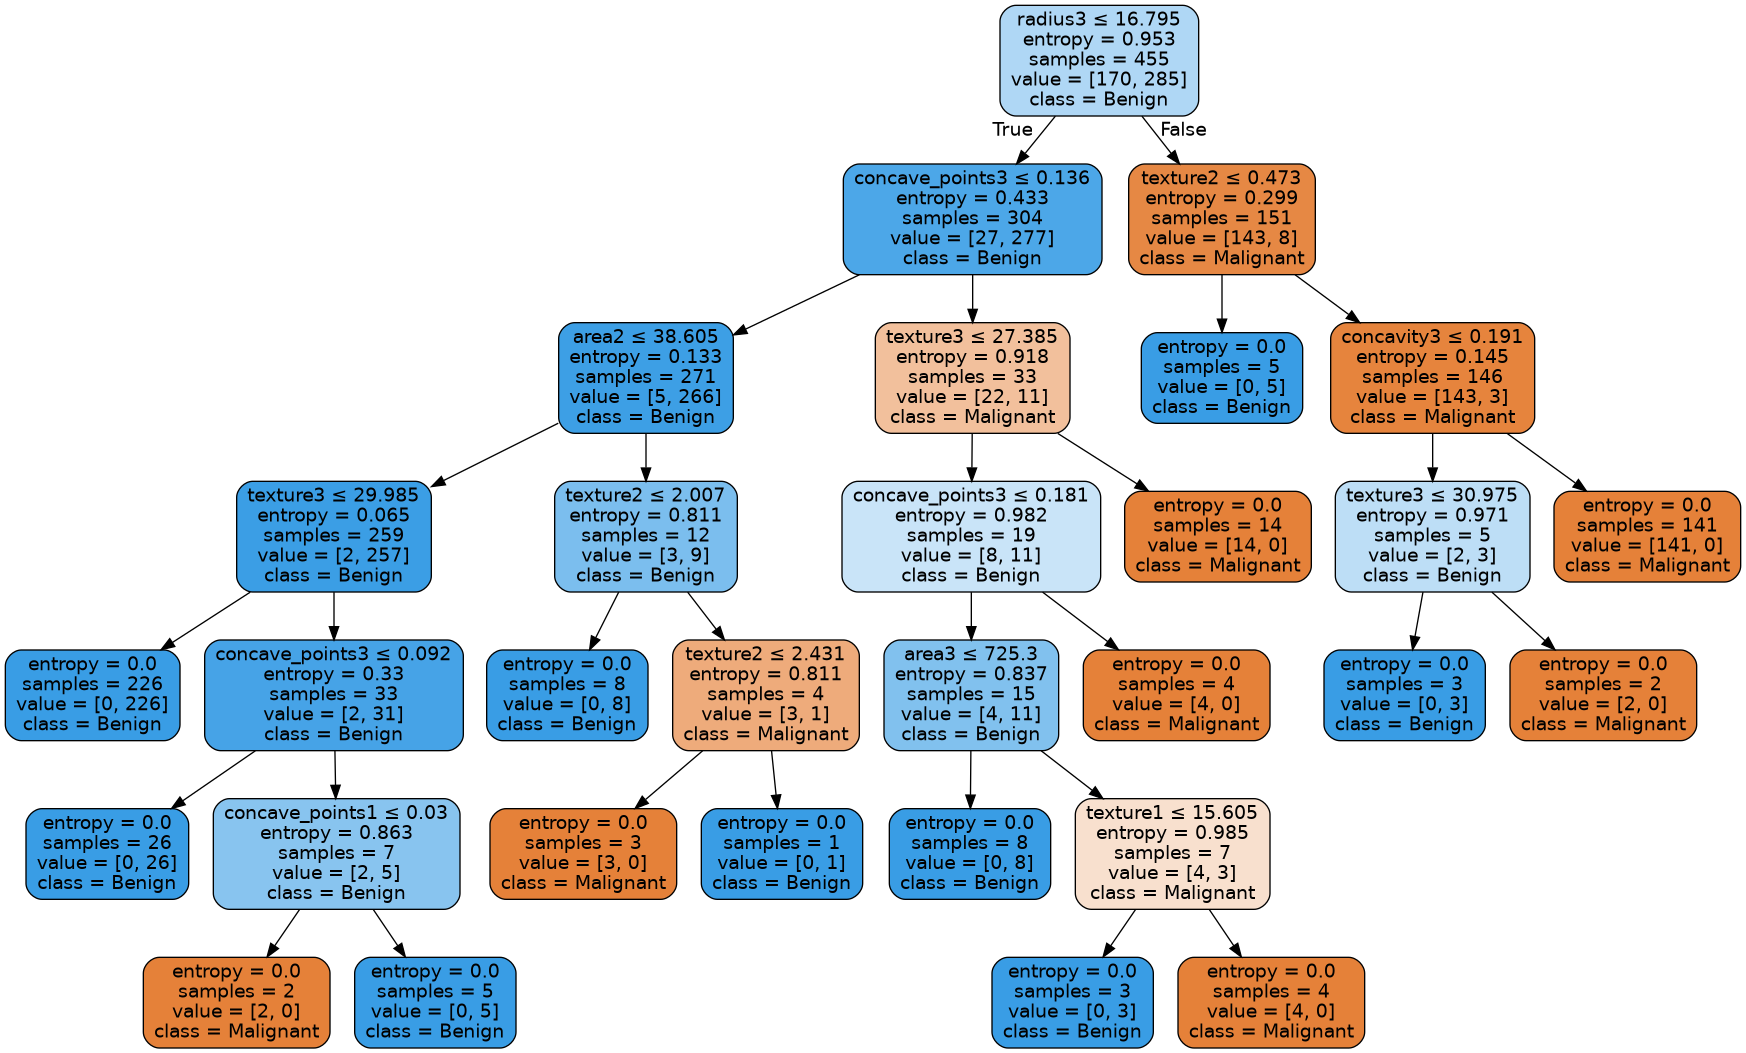 radius3 ≤ 16.795
entropy = 0.953
samples = 455
value = [170, 285]
class = Benign
True
False
concave_points3 ≤ 0.136
entropy = 0.433
samples = 304
value = [27, 277]
class = Benign
texture2 ≤ 0.473
entropy = 0.299
samples = 151
value = [143, 8]
class = Malignant
area2 ≤ 38.605
entropy = 0.133
samples = 271
value = [5, 266]
class = Benign
texture3 ≤ 27.385
entropy = 0.918
samples = 33
value = [22, 11]
class = Malignant
entropy = 0.0
samples = 5
value = [0, 5]
class = Benign
concavity3 ≤ 0.191
entropy = 0.145
samples = 146
value = [143, 3]
class = Malignant
texture3 ≤ 29.985
entropy = 0.065
samples = 259
value = [2, 257]
class = Benign
texture2 ≤ 2.007
entropy = 0.811
samples = 12
value = [3, 9]
class = Benign
concave_points3 ≤ 0.181
entropy = 0.982
samples = 19
value = [8, 11]
class = Benign
entropy = 0.0
samples = 14
value = [14, 0]
class = Malignant
texture3 ≤ 30.975
entropy = 0.971
samples = 5
value = [2, 3]
class = Benign
entropy = 0.0
samples = 141
value = [141, 0]
class = Malignant
entropy = 0.0
samples = 226
value = [0, 226]
class = Benign
concave_points3 ≤ 0.092
entropy = 0.33
samples = 33
value = [2, 31]
class = Benign
entropy = 0.0
samples = 8
value = [0, 8]
class = Benign
texture2 ≤ 2.431
entropy = 0.811
samples = 4
value = [3, 1]
class = Malignant
area3 ≤ 725.3
entropy = 0.837
samples = 15
value = [4, 11]
class = Benign
entropy = 0.0
samples = 4
value = [4, 0]
class = Malignant
entropy = 0.0
samples = 3
value = [0, 3]
class = Benign
entropy = 0.0
samples = 2
value = [2, 0]
class = Malignant
entropy = 0.0
samples = 26
value = [0, 26]
class = Benign
concave_points1 ≤ 0.03
entropy = 0.863
samples = 7
value = [2, 5]
class = Benign
entropy = 0.0
samples = 3
value = [3, 0]
class = Malignant
entropy = 0.0
samples = 1
value = [0, 1]
class = Benign
entropy = 0.0
samples = 8
value = [0, 8]
class = Benign
texture1 ≤ 15.605
entropy = 0.985
samples = 7
value = [4, 3]
class = Malignant
entropy = 0.0
samples = 2
value = [2, 0]
class = Malignant
entropy = 0.0
samples = 5
value = [0, 5]
class = Benign
entropy = 0.0
samples = 3
value = [0, 3]
class = Benign
entropy = 0.0
samples = 4
value = [4, 0]
class = Malignant